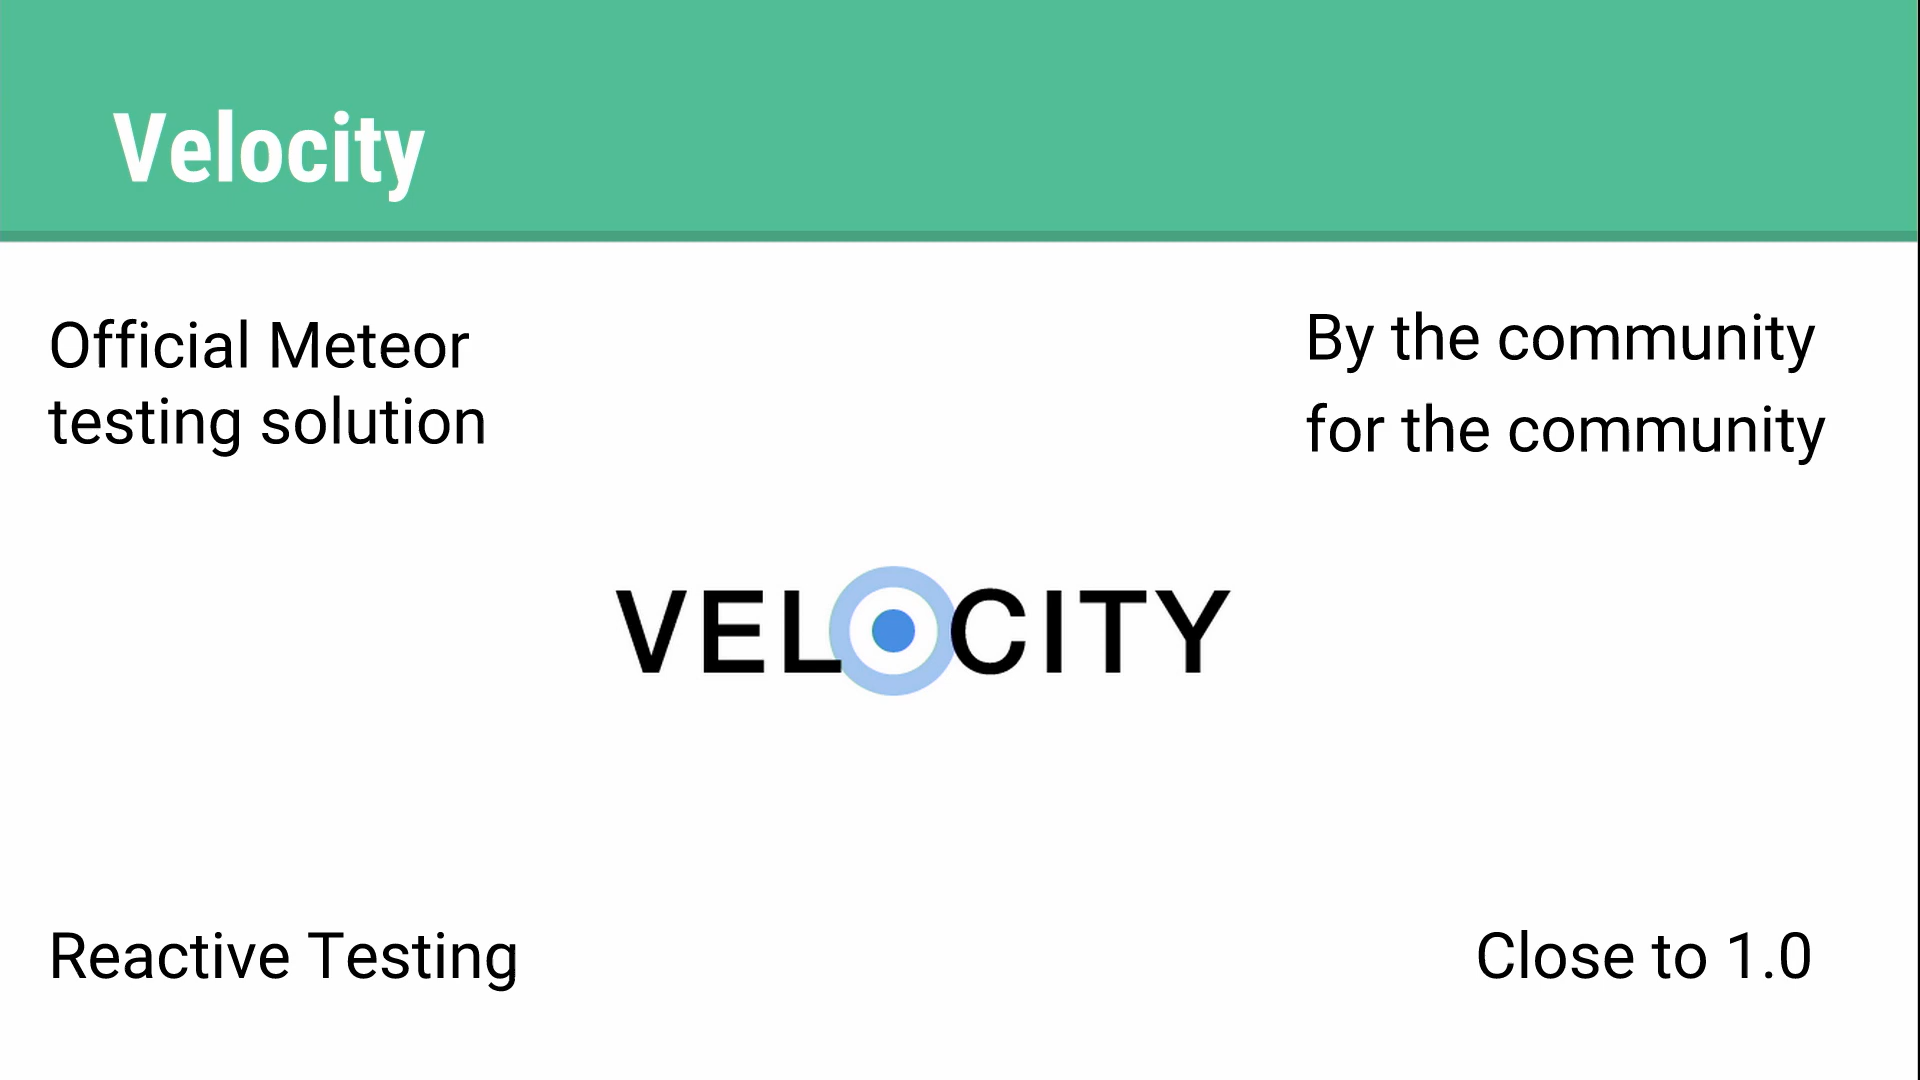 Velocity
Official Meteor
testing solution
By the community
for the community
VELOCITY
Reactive Testing
Close to 1.0